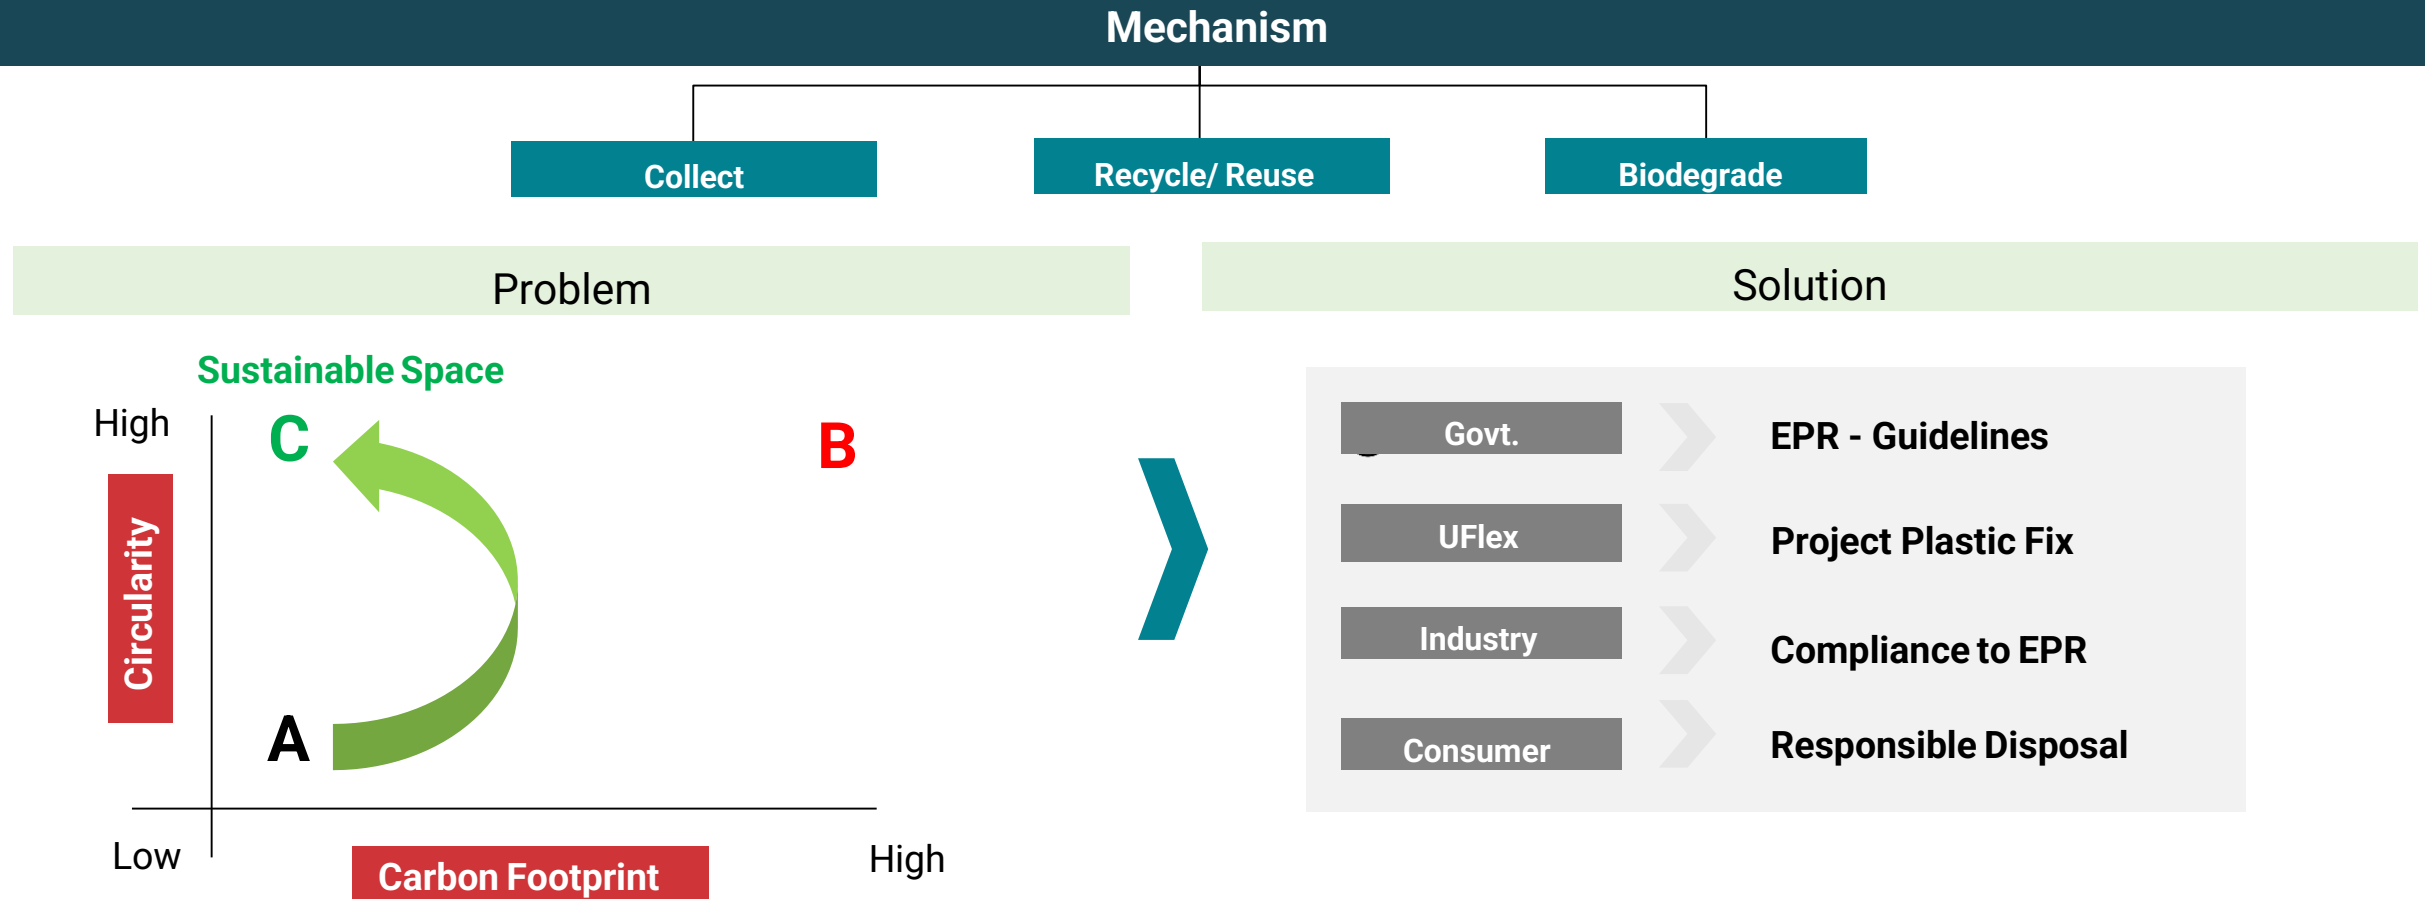 Mechanism
Collect
Recycle/ Reuse
Biodegrade
Problem
Solution
Sustainable Space
High
C
B
Circularity
A
Low
Carbon Footprint
High
Govt.
EPR - Guidelines
UFlex
Project Plastic Fix
Industry
Compliance to EPR
Consumer
Responsible Disposal